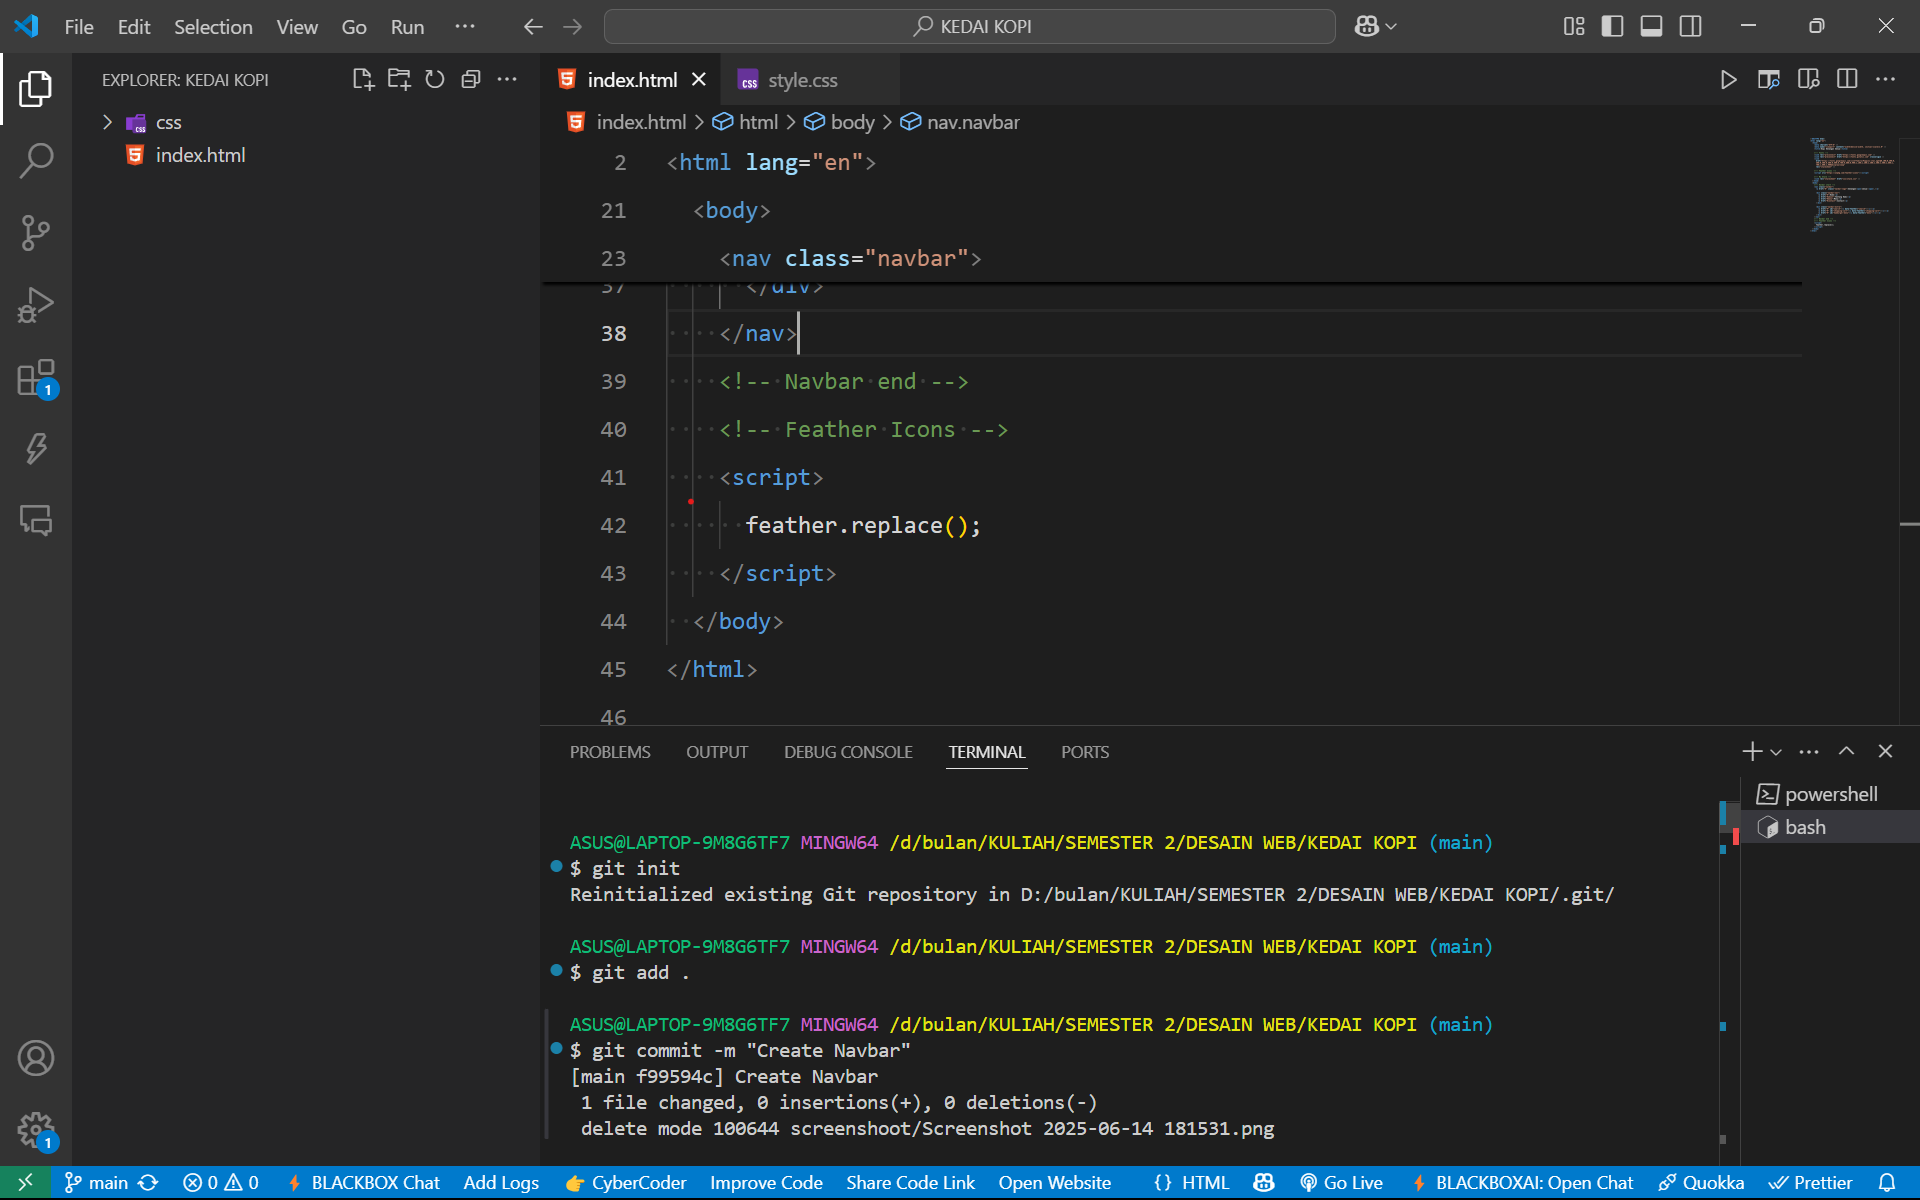 File Edit Selection View Go Run ··· KEDAI KOPI
EXPLORER: KEDAI KOPI
css
index.html
index.html style.css
index.html > html > body > nav.navbar
2 <html lang="en">
21 <body>
23 <nav class="navbar">
37 </div>
38 </nav>
39 <!-- Navbar end -->
40 <!-- Feather Icons -->
41 <script>
42 feather.replace();
43 </script>
44 </body>
45 </html>
46
1
PROBLEMS OUTPUT DEBUG CONSOLE TERMINAL PORTS
powershell
bash
ASUS@LAPTOP-9M8G6TF7 MINGW64 /d/bulan/KULIAH/SEMESTER 2/DESAIN WEB/KEDAI KOPI (main)
$ git init
Reinitialized existing Git repository in D:/bulan/KULIAH/SEMESTER 2/DESAIN WEB/KEDAI KOPI/.git/
ASUS@LAPTOP-9M8G6TF7 MINGW64 /d/bulan/KULIAH/SEMESTER 2/DESAIN WEB/KEDAI KOPI (main)
$ git add .
ASUS@LAPTOP-9M8G6TF7 MINGW64 /d/bulan/KULIAH/SEMESTER 2/DESAIN WEB/KEDAI KOPI (main)
$ git commit -m "Create Navbar"
[main f99594c] Create Navbar
1 file changed, 0 insertions(+), 0 deletions(-)
delete mode 100644 screenshoot/Screenshot 2025-06-14 181531.png
1
main 0 0 BLACKBOX Chat Add Logs CyberCoder Improve Code Share Code Link Open Website {} HTML Go Live BLACKBOXAI: Open Chat Quokka Prettier